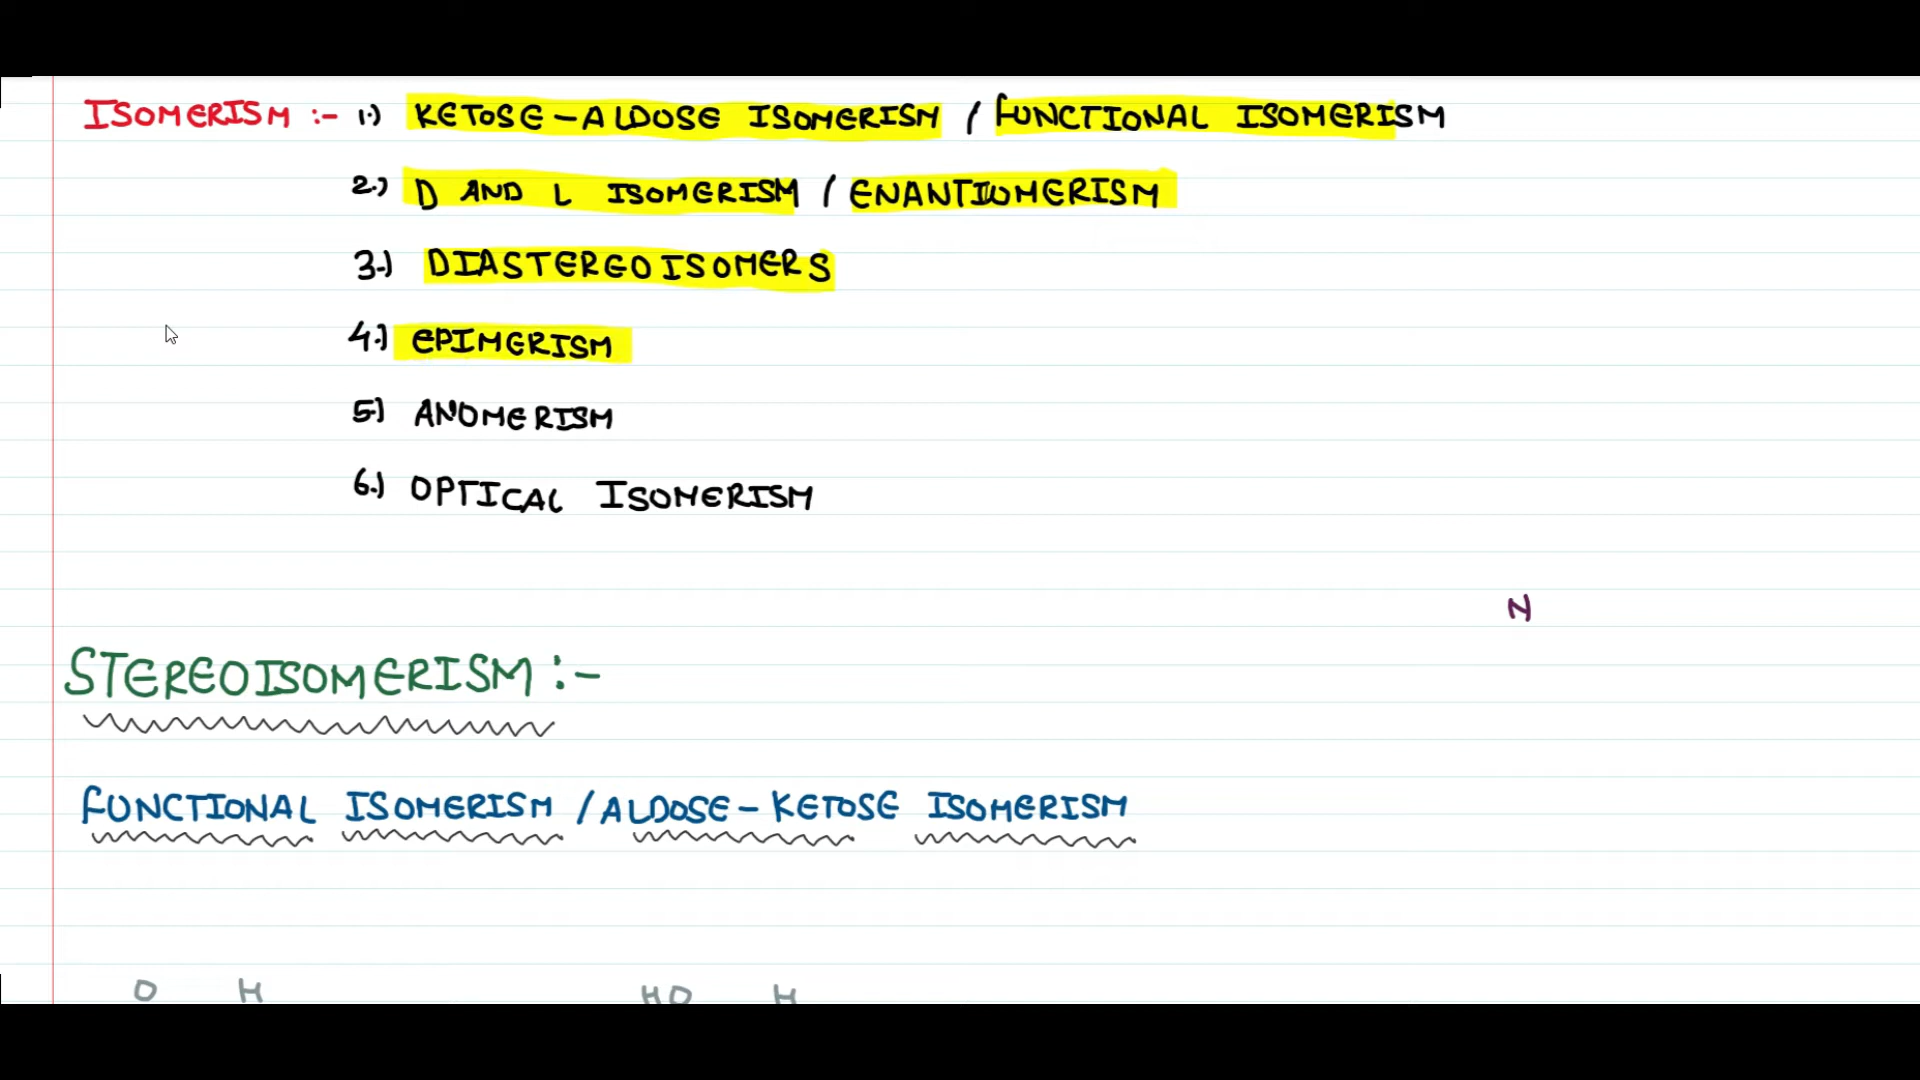 ISOMERISM :- 1.) KETOSE-ALDOSE ISOMERISM / FUNCTIONAL ISOMERISM
2.) D AND L ISOMERISM / ENANTIOMERISM
3.) DIASTEREOISOMERS
4.) EPIMERISM
5.) ANOMERISM
6.) OPTICAL ISOMERISM
N
STEREOISOMERISM :-
FUNCTIONAL ISOMERISM / ALDOSE-KETOSE ISOMERISM
O H HO H